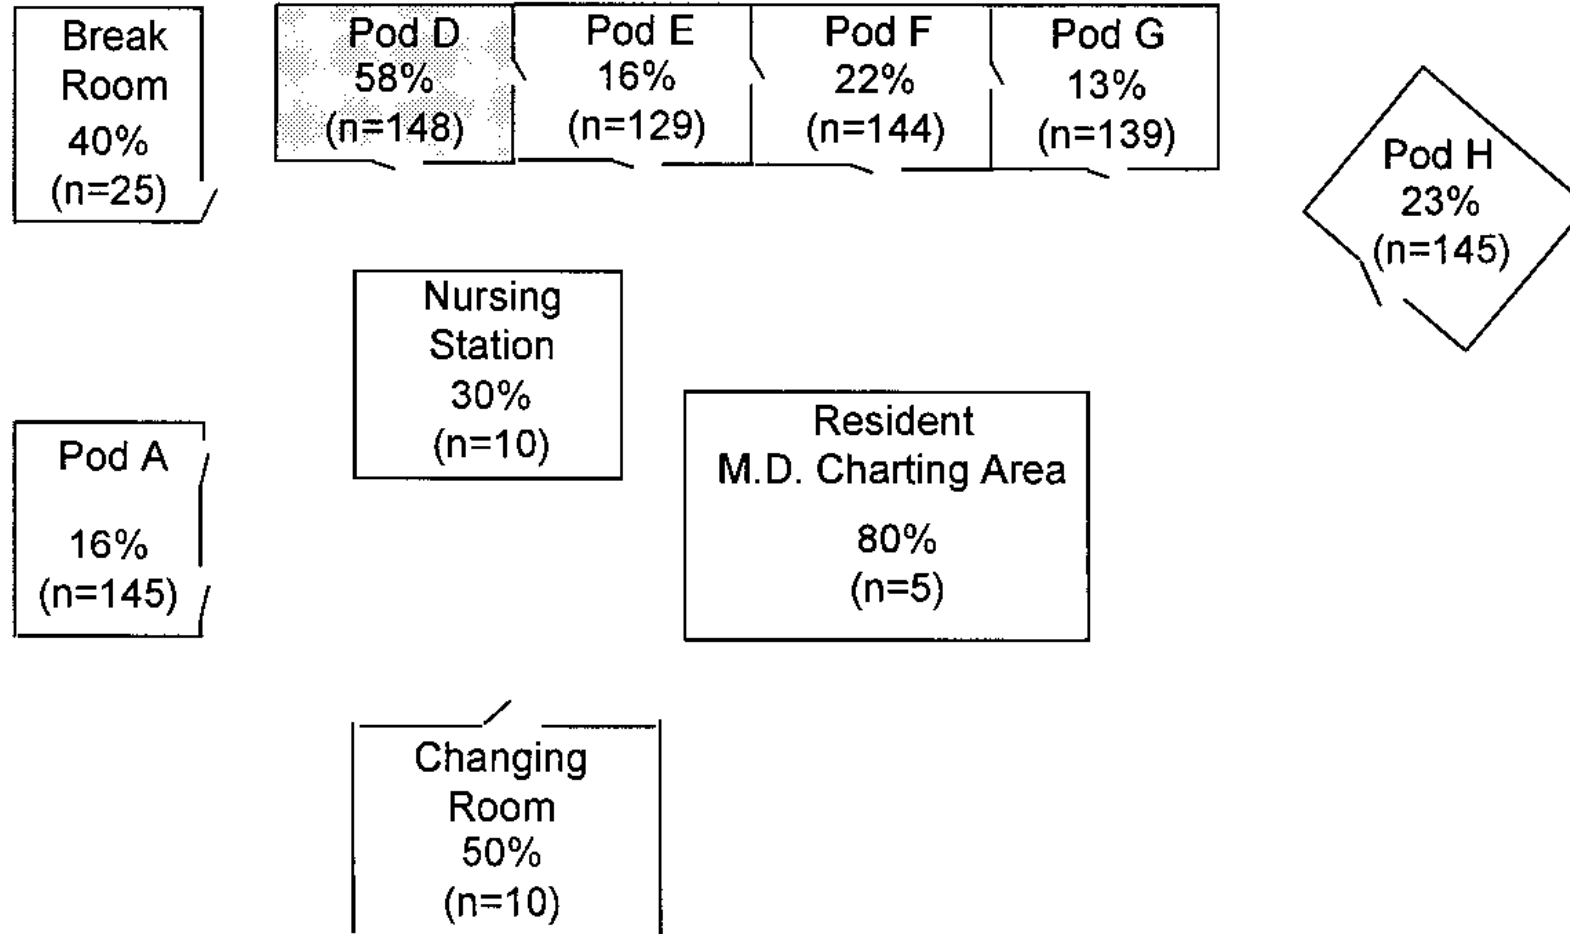 Break
Room
40%
(n=25)
Pod D
58%
(n=148)
Pod E
16%
(n=129)
Pod F
22%
(n=144)
Pod G
13%
(n=139)
Pod H
23%
(n=145)
Nursing
Station
30%
(n=10)
Resident
M.D. Charting Area
80%
(n=5)
Pod A
16%
(n=145)
Changing
Room
50%
(n=10)